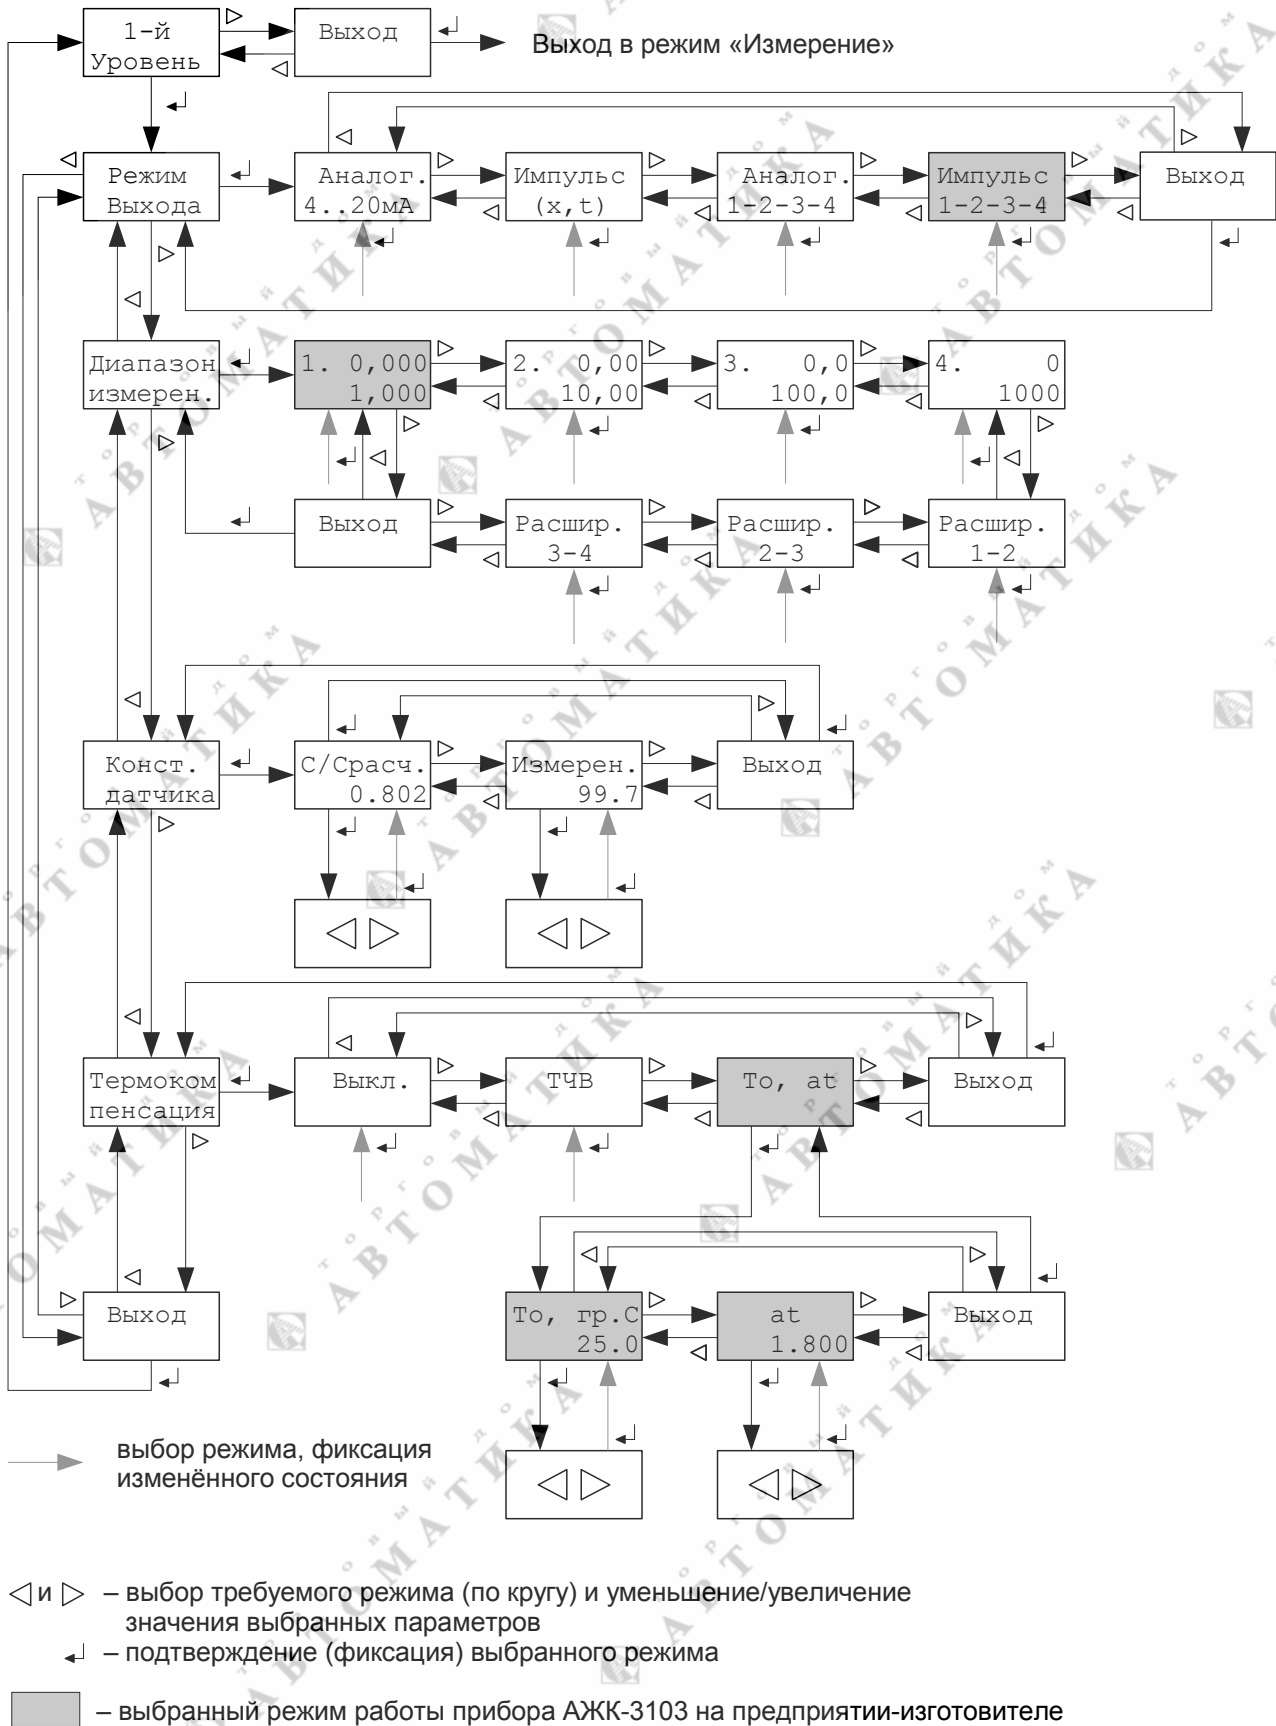 1-й
Уровень
Выход
Выход в режим «Измерение»
Режим
Выхода
Аналог.
4..20мА
Импульс
(x,t)
Аналог.
1-2-3-4
Импульс
1-2-3-4
Выход
Диапазон
измерен.
1. 0,000
1,000
2. 0,00
10,00
3. 0,0
100,0
4. 0
1000
Выход
Расшир.
3-4
Расшир.
2-3
Расшир.
1-2
Конст.
датчика
С/Срасч.
0.802
Измерен.
99.7
Выход
Термоком
пенсация
Выкл.
ТЧВ
То, at
Выход
Выход
То, гр.С
25.0
at
1.800
Выход
выбор режима, фиксация
изменённого состояния
◁ и ▷ – выбор требуемого режима (по кругу) и уменьшение/увеличение
значения выбранных параметров
↵ – подтверждение (фиксация) выбранного режима
– выбранный режим работы прибора АЖК-3103 на предприятии-изготовителе
торговый дом
АВТОМАТИКА